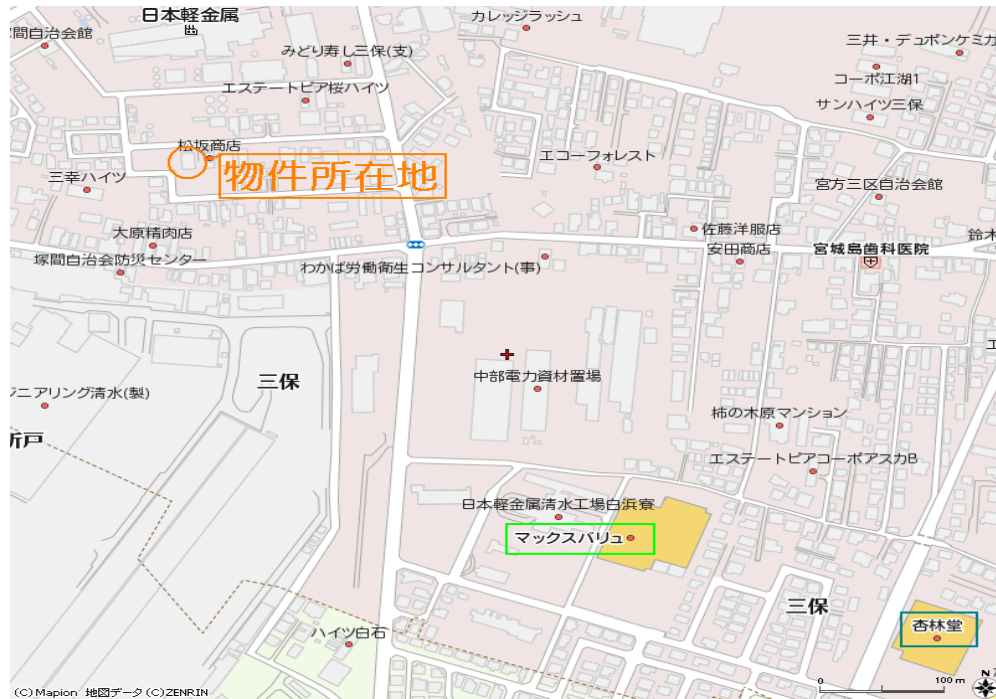 日本軽金属
カレッジラッシュ
間自治会館
みどり寿し三保(支)
三井・デュポンケミカ
エステートピア桜ハイツ
コーポ江湖1
サンハイツ三保
松坂商店
エコーフォレスト
物件所在地
三幸ハイツ
宮方三区自治会館
大原精肉店
佐藤洋服店
鈴木
塚間自治会防災センター
安田商店
宮城島歯科医院
わかば労働衛生コンサルタント(事)
エ
三保
中部電力資材置場
ジニアリング清水(製)
折戸
柿の木原マンション
エステートピアコーポアスカB
日本軽金属清水工場白浜寮
マックスバリュ
三保
ハイツ白石
杏林堂
0 100 m
N
(C) Mapion 地図データ (C)ZENRIN